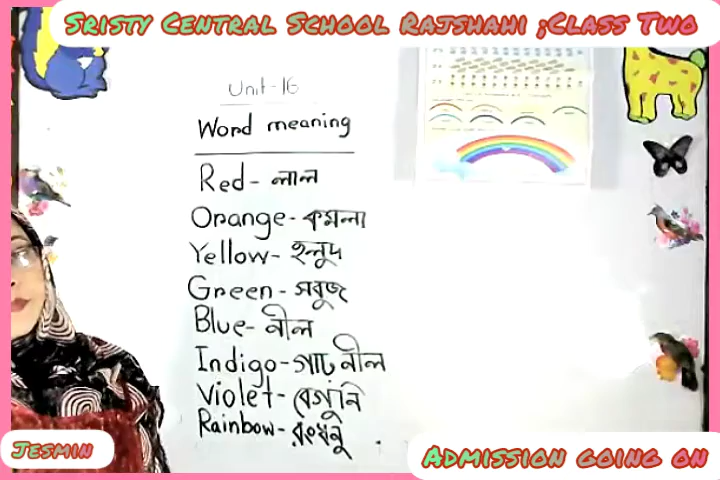 Sristy Central School Rajshahi ;Class Two
Unit-16
Word meaning
Red - লাল
Orange - কমলা
Yellow - হলুদ
Green - সবুজ
Blue - নীল
Indigo - গাঢ় নীল
Violet - বেগুনি
Rainbow - রংধনু
Jesmin
Admission going on